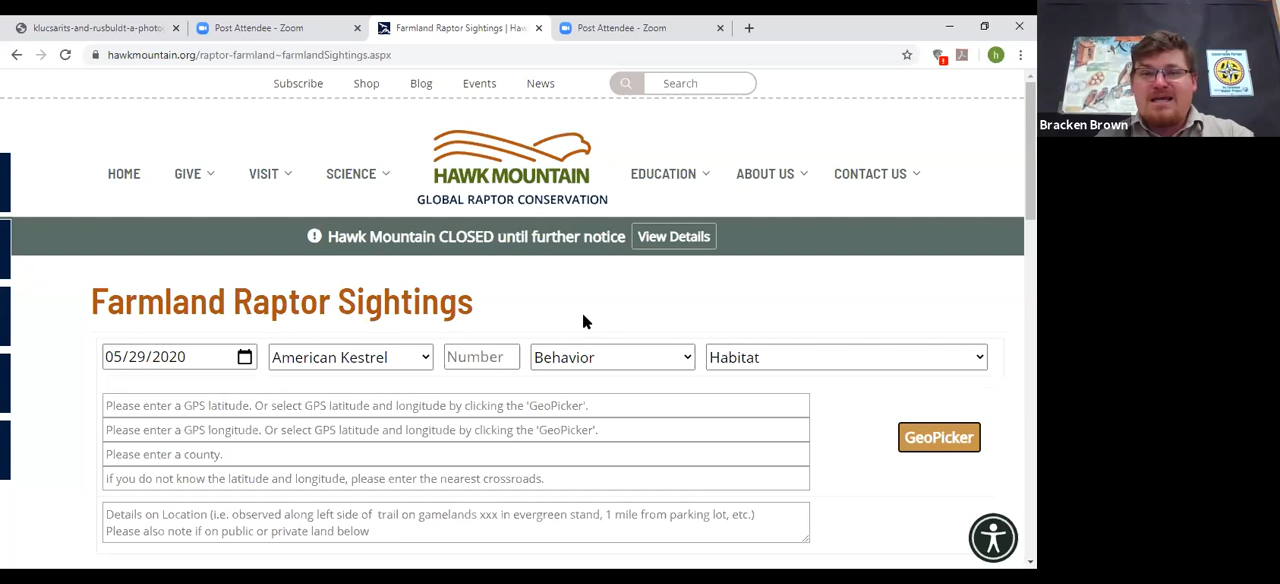 klucsarits-and-rusbuldt-a-photo
Post Attendee - Zoom
Farmland Raptor Sightings | Haw
Post Attendee - Zoom
hawkmountain.org/raptor-farmland~farmlandSightings.aspx
h
Subscribe Shop Blog Events News Search
HOME GIVE VISIT SCIENCE
HAWK MOUNTAIN
GLOBAL RAPTOR CONSERVATION
EDUCATION ABOUT US CONTACT US
Hawk Mountain CLOSED until further notice View Details
Farmland Raptor Sightings
05/29/2020 American Kestrel Number Behavior Habitat
Please enter a GPS latitude. Or select GPS latitude and longitude by clicking the 'GeoPicker'.
Please enter a GPS longitude. Or select GPS latitude and longitude by clicking the 'GeoPicker'.
GeoPicker
Please enter a county.
if you do not know the latitude and longitude, please enter the nearest crossroads.
Details on Location (i.e. observed along left side of trail on gamelands xxx in evergreen stand, 1 mile from parking lot, etc.)
Please also note if on public or private land below
Bracken Brown